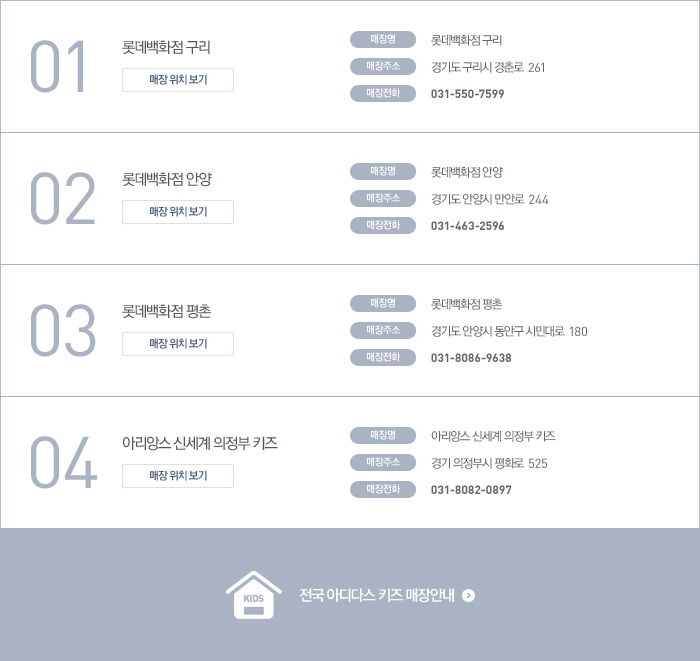 01
롯데백화점 구리
매장 위치 보기
매장명 롯데백화점 구리
매장주소 경기도 구리시 경춘로 261
매장전화 031-550-7599
02
롯데백화점 안양
매장 위치 보기
매장명 롯데백화점 안양
매장주소 경기도 안양시 만안로 244
매장전화 031-463-2596
03
롯데백화점 평촌
매장 위치 보기
매장명 롯데백화점 평촌
매장주소 경기도 안양시 동안구 시민대로 180
매장전화 031-8086-9638
04
아리앙스 신세계 의정부 키즈
매장 위치 보기
매장명 아리앙스 신세계 의정부 키즈
매장주소 경기 의정부시 평화로 525
매장전화 031-8082-0897
KIDS
전국 아디다스 키즈 매장안내